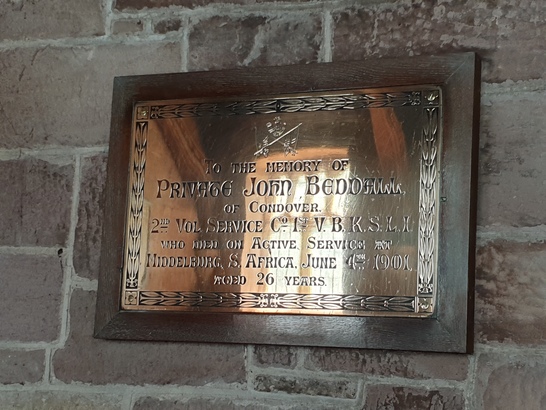 TO THE MEMORY OF
PRIVATE JOHN BENDALL,
OF CONDOVER.
2ND VOL SERVICE CO 1ST V. B. K. S. L. I.
WHO DIED ON ACTIVE SERVICE AT
MIDDELBURG, S. AFRICA, JUNE 4TH 1901,
AGED 26 YEARS.